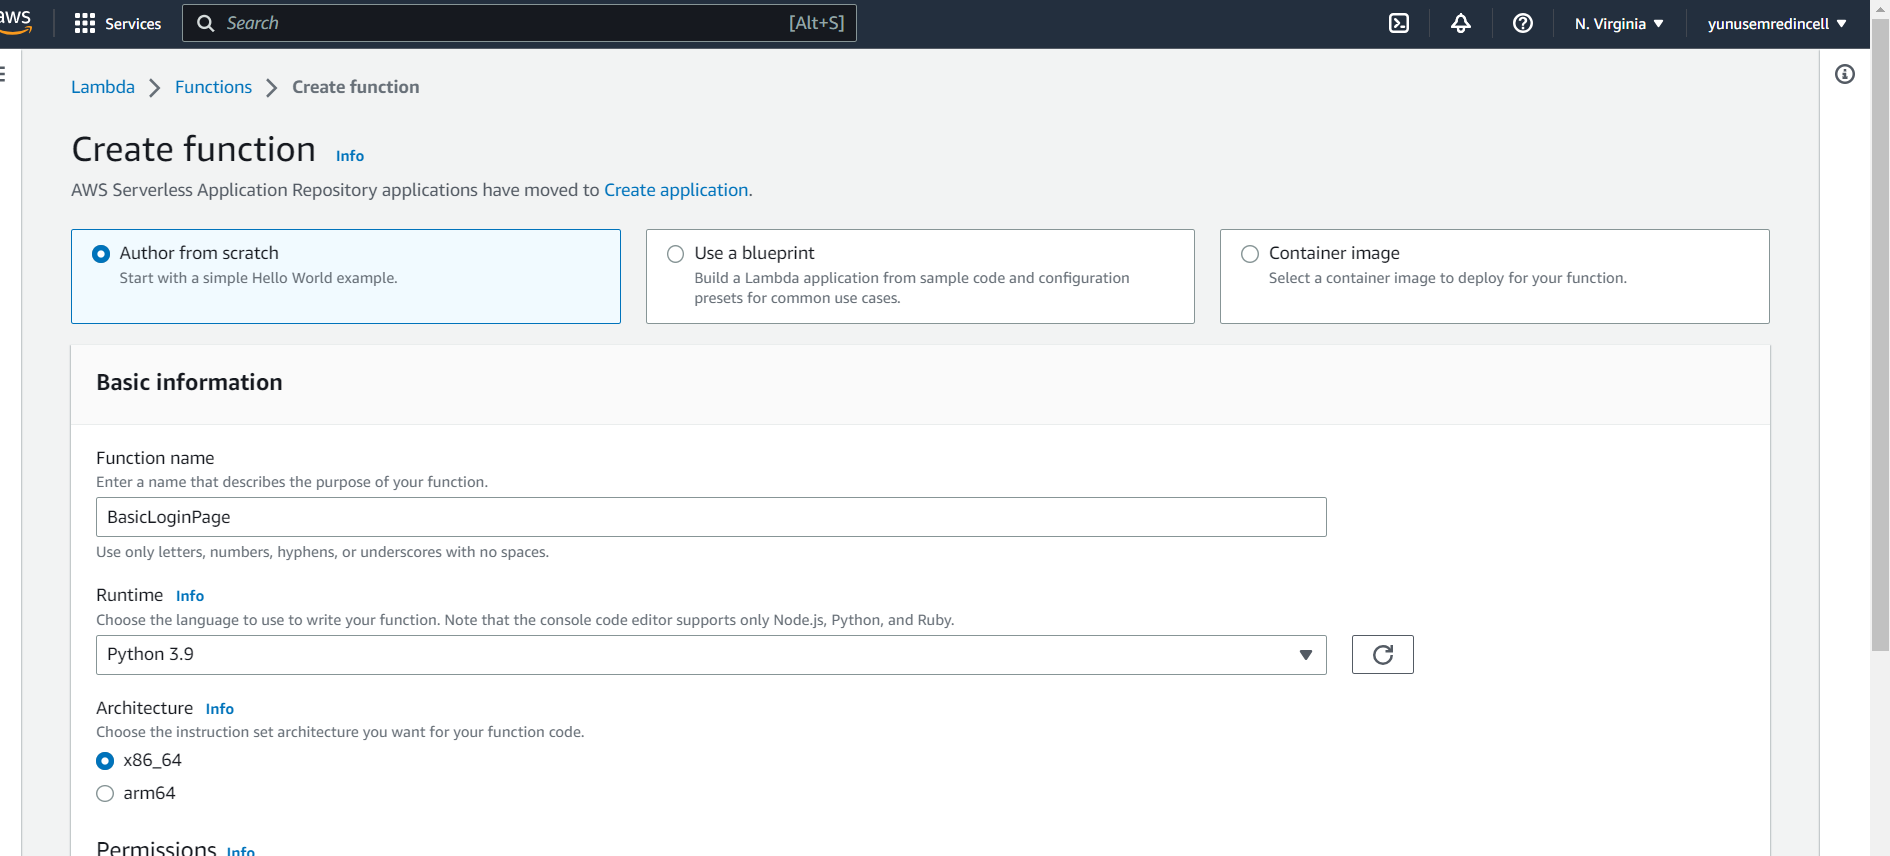 aws
Services
Search
[Alt+S]
N. Virginia
yunusemredincell
Lambda
Functions
Create function
Create function
Info
AWS Serverless Application Repository applications have moved to Create application.
Author from scratch
Start with a simple Hello World example.
Use a blueprint
Build a Lambda application from sample code and configuration
presets for common use cases.
Container image
Select a container image to deploy for your function.
Basic information
Function name
Enter a name that describes the purpose of your function.
BasicLoginPage
Use only letters, numbers, hyphens, or underscores with no spaces.
Runtime Info
Choose the language to use to write your function. Note that the console code editor supports only Node.js, Python, and Ruby.
Python 3.9
Architecture Info
Choose the instruction set architecture you want for your function code.
x86_64
arm64
Permissions Info